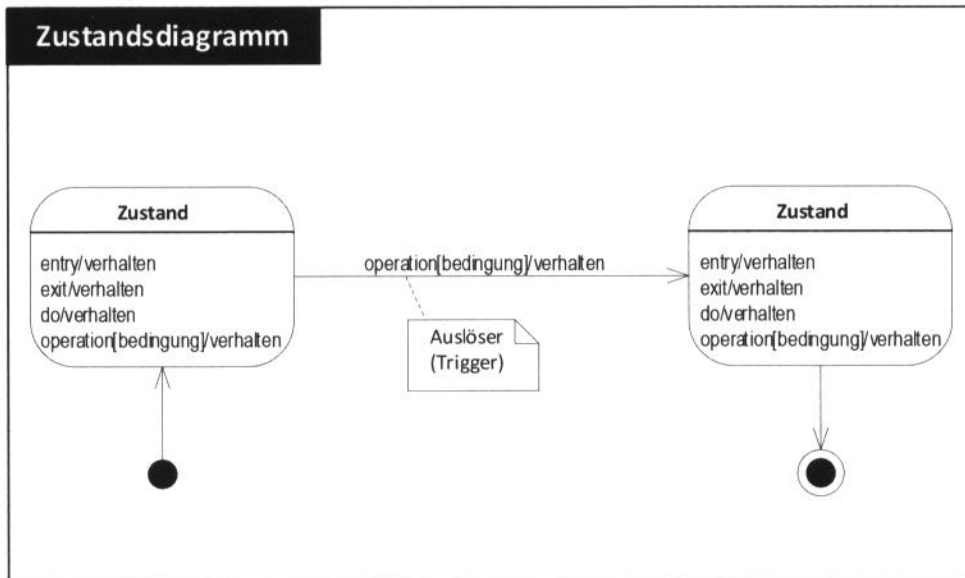 Zustandsdiagramm
Zustand
entry/verhalten
exit/verhalten
do/verhalten
operation[bedingung]/verhalten
operation[bedingung]/verhalten
Auslöser
(Trigger)
Zustand
entry/verhalten
exit/verhalten
do/verhalten
operation[bedingung]/verhalten